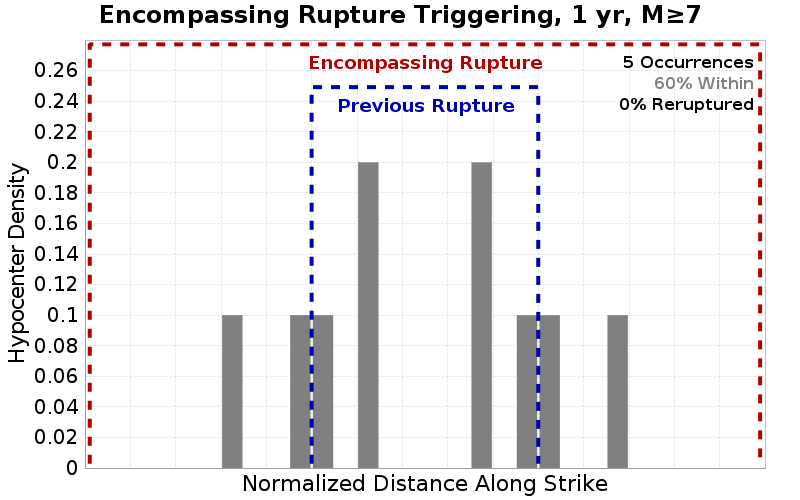 Encompassing Rupture Triggering, 1 yr, M≥7
Encompassing Rupture
5 Occurrences
60% Within
0% Reruptured
Previous Rupture
Hypocenter Density
0.26
0.24
0.22
0.2
0.18
0.16
0.14
0.12
0.1
0.08
0.06
0.04
0.02
0
Normalized Distance Along Strike